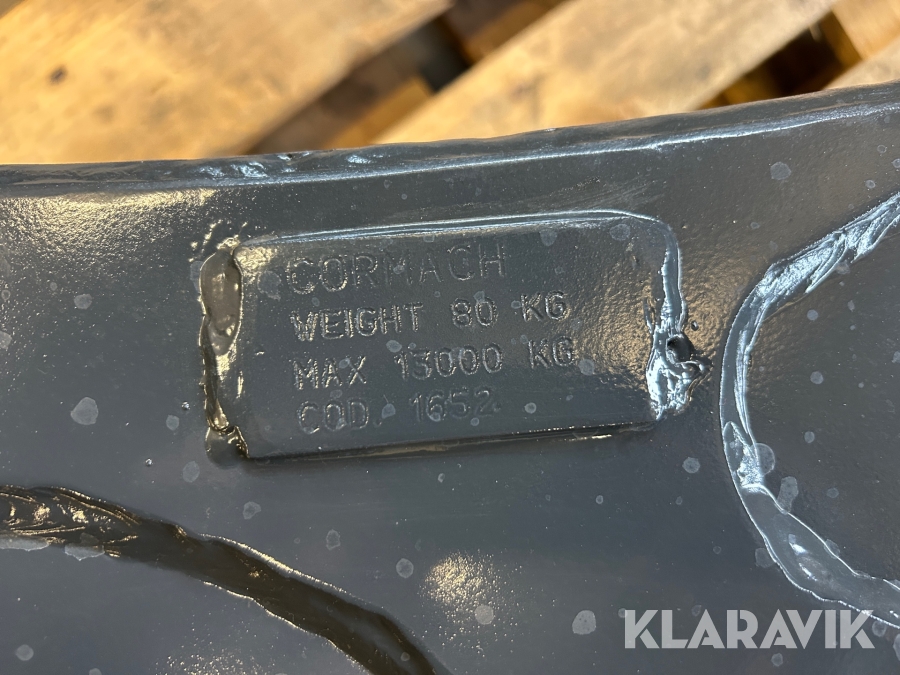 CORMACH
WEIGHT 80 KG
MAX 13000 KG
COD. 1652
KLARAVIK